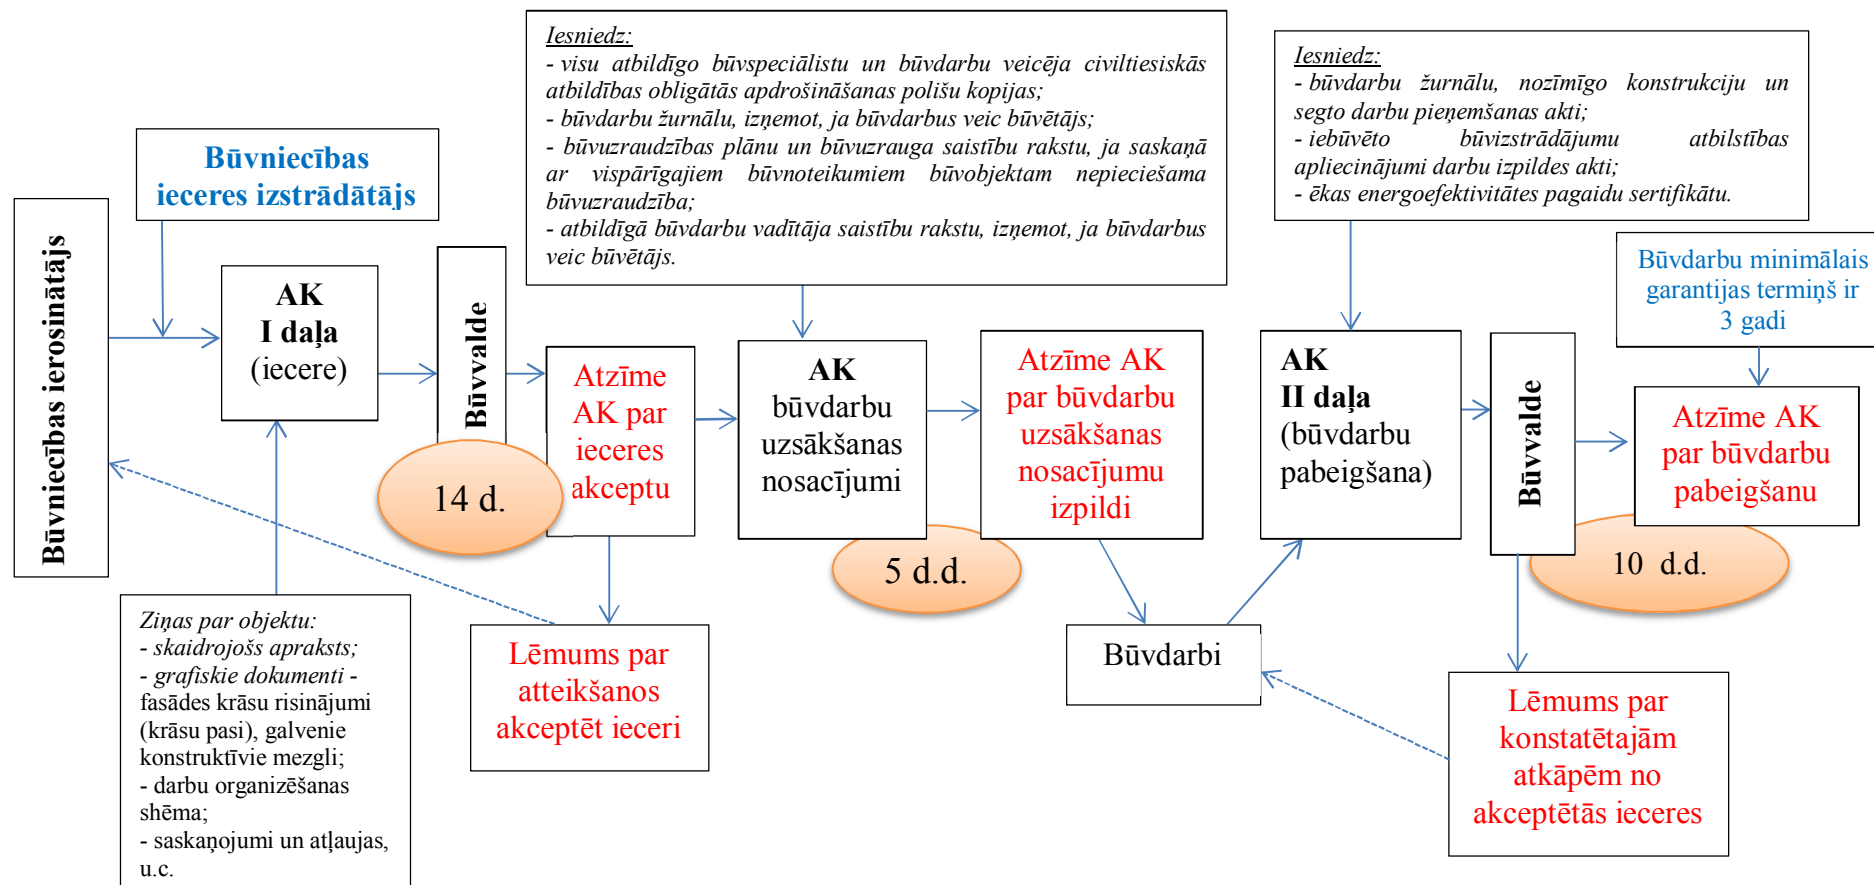 Iesniedz:
- visu atbildīgo būvspeciālistu un būvdarbu veicēja civiltiesiskās
atbildības obligātās apdrošināšanas polišu kopijas;
- būvdarbu žurnālu, izņemot, ja būvdarbus veic būvētājs;
- būvuzraudzības plānu un būvuzrauga saistību rakstu, ja saskaņā
ar vispārīgajiem būvnoteikumiem būvobjektam nepieciešama
būvuzraudzība;
- atbildīgā būvdarbu vadītāja saistību rakstu, izņemot, ja būvdarbus
veic būvētājs.
Iesniedz:
- būvdarbu žurnālu, nozīmīgo konstrukciju un
segto darbu pieņemšanas akti;
- iebūvēto būvizstrādājumu atbilstības
apliecinājumi darbu izpildes akti;
- ēkas energoefektivitātes pagaidu sertifikātu.
Būvniecības
ieceres izstrādātājs
Būvniecības ierosinātājs
AK
I daļa
(iecere)
Būvvalde
14 d.
Atzīme
AK par
ieceres
akceptu
AK
būvdarbu
uzsākšanas
nosacījumi
5 d.d.
Atzīme AK
par būvdarbu
uzsākšanas
nosacījumu
izpildi
AK
II daļa
(būvdarbu
pabeigšana)
Būvvalde
10 d.d.
Būvdarbu minimālais
garantijas termiņš ir
3 gadi
Atzīme AK
par būvdarbu
pabeigšanu
Ziņas par objektu:
- skaidrojošs apraksts;
- grafiskie dokumenti -
fasādes krāsu risinājumi
(krāsu pasi), galvenie
konstruktīvie mezgli;
- darbu organizēšanas
shēma;
- saskaņojumi un atļaujas,
u.c.
Lēmums par
atteikšanos
akceptēt ieceri
Būvdarbi
Lēmums par
konstatētajām
atkāpēm no
akceptētās ieceres